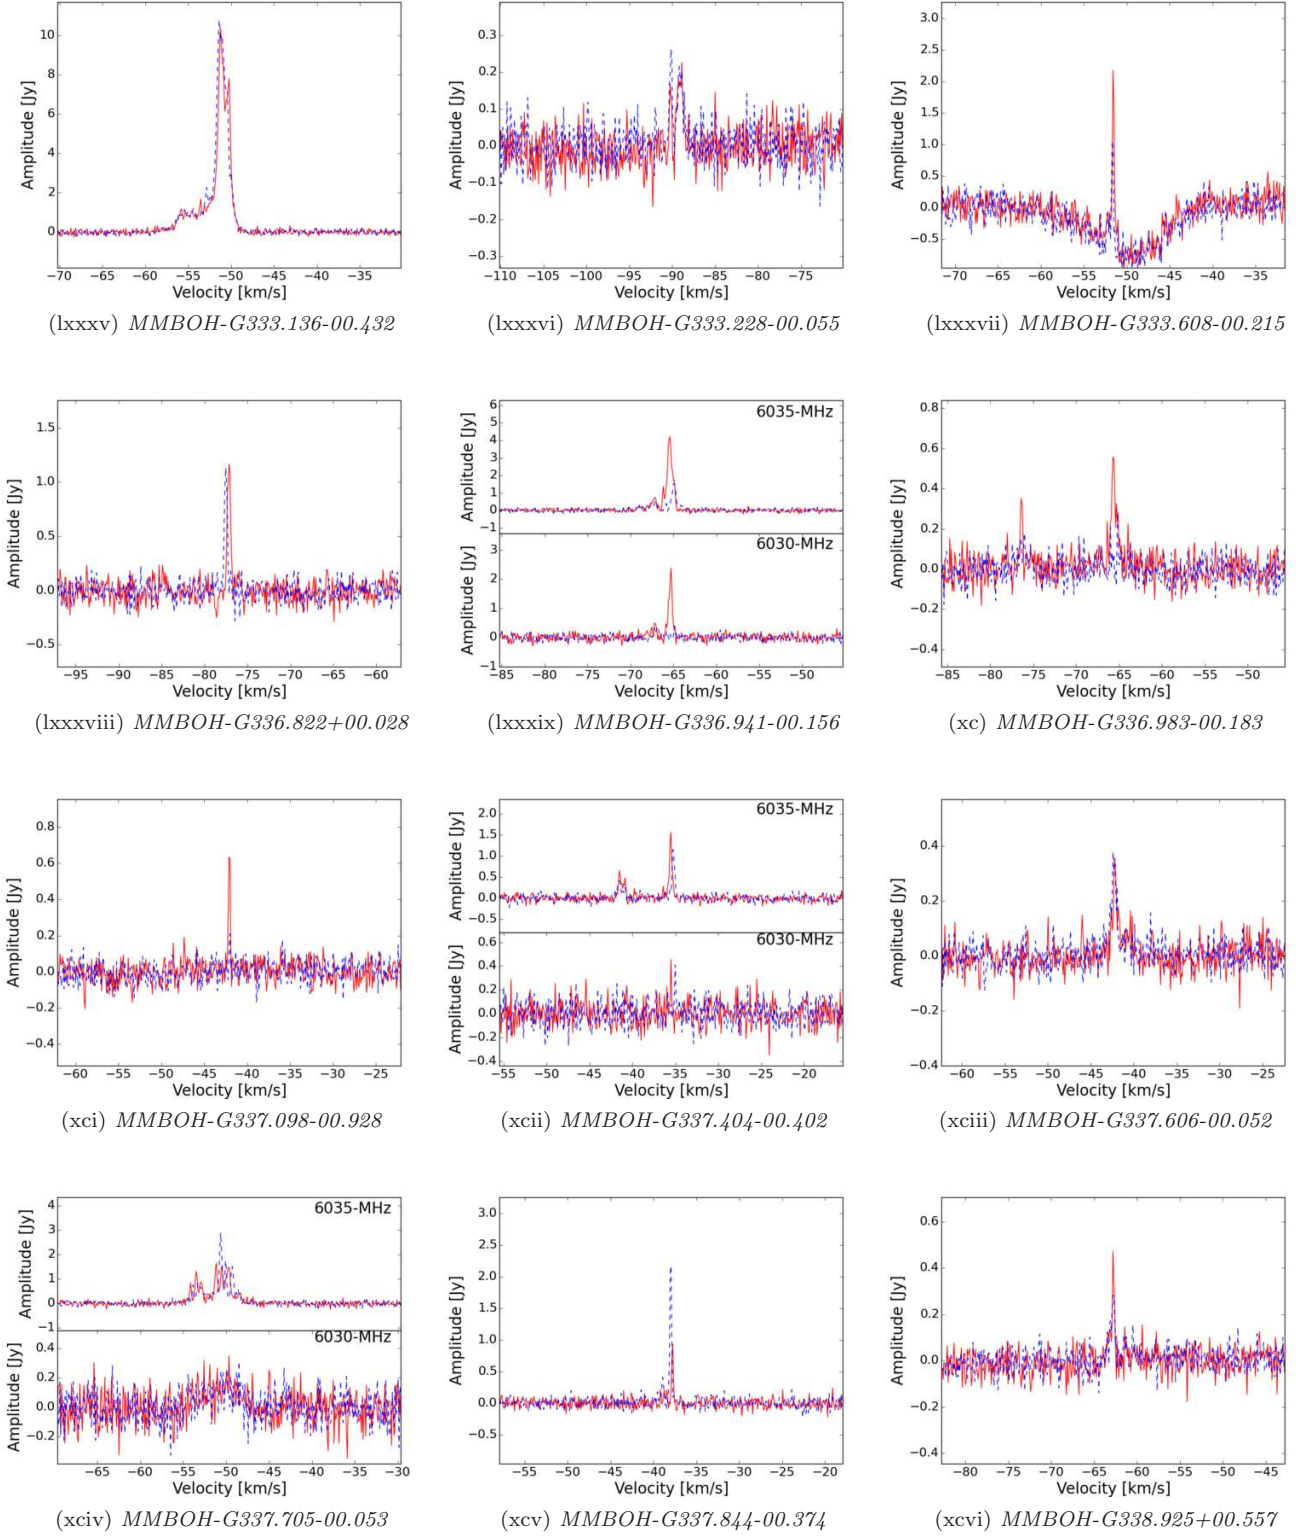 10
8
6
4
2
0
Amplitude [Jy]
−70 −65 −60 −55 −50 −45 −40 −35
Velocity [km/s]
(lxxxv) MMBOH-G333.136-00.432
0.3
0.2
0.1
0.0
−0.1
−0.2
−0.3
Amplitude [Jy]
−110 −105 −100 −95 −90 −85 −80 −75
Velocity [km/s]
(lxxxvi) MMBOH-G333.228-00.055
3.0
2.5
2.0
1.5
1.0
0.5
0.0
−0.5
Amplitude [Jy]
−70 −65 −60 −55 −50 −45 −40 −35
Velocity [km/s]
(lxxxvii) MMBOH-G333.608-00.215
1.5
1.0
0.5
0.0
−0.5
Amplitude [Jy]
−95 −90 −85 −80 −75 −70 −65 −60
Velocity [km/s]
(lxxxviii) MMBOH-G336.822+00.028
6035-MHz
6
5
4
3
2
1
0
−1
Amplitude [Jy]
6030-MHz
3
2
1
0
−1
Amplitude [Jy]
−85 −80 −75 −70 −65 −60 −55 −50
Velocity [km/s]
(lxxxix) MMBOH-G336.941-00.156
0.8
0.6
0.4
0.2
0.0
−0.2
−0.4
Amplitude [Jy]
−85 −80 −75 −70 −65 −60 −55 −50
Velocity [km/s]
(xc) MMBOH-G336.983-00.183
0.8
0.6
0.4
0.2
0.0
−0.2
−0.4
Amplitude [Jy]
−60 −55 −50 −45 −40 −35 −30 −25
Velocity [km/s]
(xci) MMBOH-G337.098-00.928
6035-MHz
2.0
1.5
1.0
0.5
0.0
−0.5
Amplitude [Jy]
6030-MHz
0.6
0.4
0.2
0.0
−0.2
−0.4
Amplitude [Jy]
−55 −50 −45 −40 −35 −30 −25 −20
Velocity [km/s]
(xcii) MMBOH-G337.404-00.402
0.4
0.2
0.0
−0.2
−0.4
Amplitude [Jy]
−60 −55 −50 −45 −40 −35 −30 −25
Velocity [km/s]
(xciii) MMBOH-G337.606-00.052
6035-MHz
4
3
2
1
0
−1
Amplitude [Jy]
6030-MHz
0.4
0.2
0.0
−0.2
Amplitude [Jy]
−65 −60 −55 −50 −45 −40 −35 −30
Velocity [km/s]
(xciv) MMBOH-G337.705-00.053
3.0
2.5
2.0
1.5
1.0
0.5
0.0
−0.5
Amplitude [Jy]
−55 −50 −45 −40 −35 −30 −25 −20
Velocity [km/s]
(xcv) MMBOH-G337.844-00.374
0.6
0.4
0.2
0.0
−0.2
−0.4
Amplitude [Jy]
−80 −75 −70 −65 −60 −55 −50 −45
Velocity [km/s]
(xcvi) MMBOH-G338.925+00.557